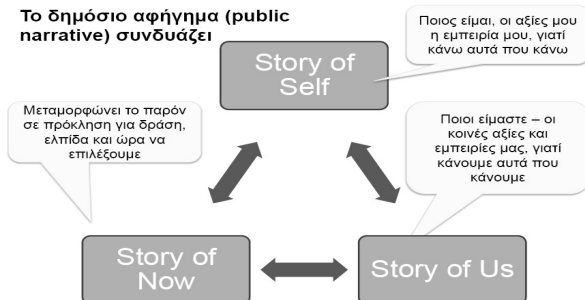 Το δημόσιο αφήγημα (public
narrative) συνδυάζει
Ποιος είμαι, οι αξίες μου
η εμπειρία μου, γιατί
κάνω αυτά που κάνω
Story of
Self
Μεταμορφώνει το παρόν
σε πρόκληση για δράση,
ελπίδα και ώρα να
επιλέξουμε
Ποιοι είμαστε – οι
κοινές αξίες και
εμπειρίες μας, γιατί
κάνουμε αυτά που
κάνουμε
Story of
Now
Story of Us